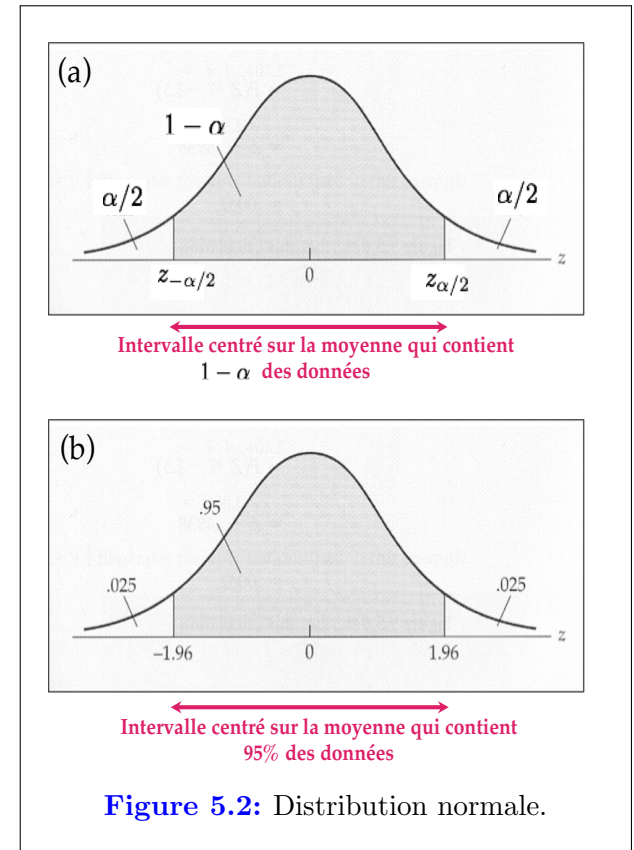 (a)
1 − α
α/2
α/2
z₋α/2
0
zα/2
z
Intervalle centré sur la moyenne qui contient
1 − α des données
(b)
.95
.025
.025
−1.96
0
1.96
z
Intervalle centré sur la moyenne qui contient
95% des données
Figure 5.2: Distribution normale.